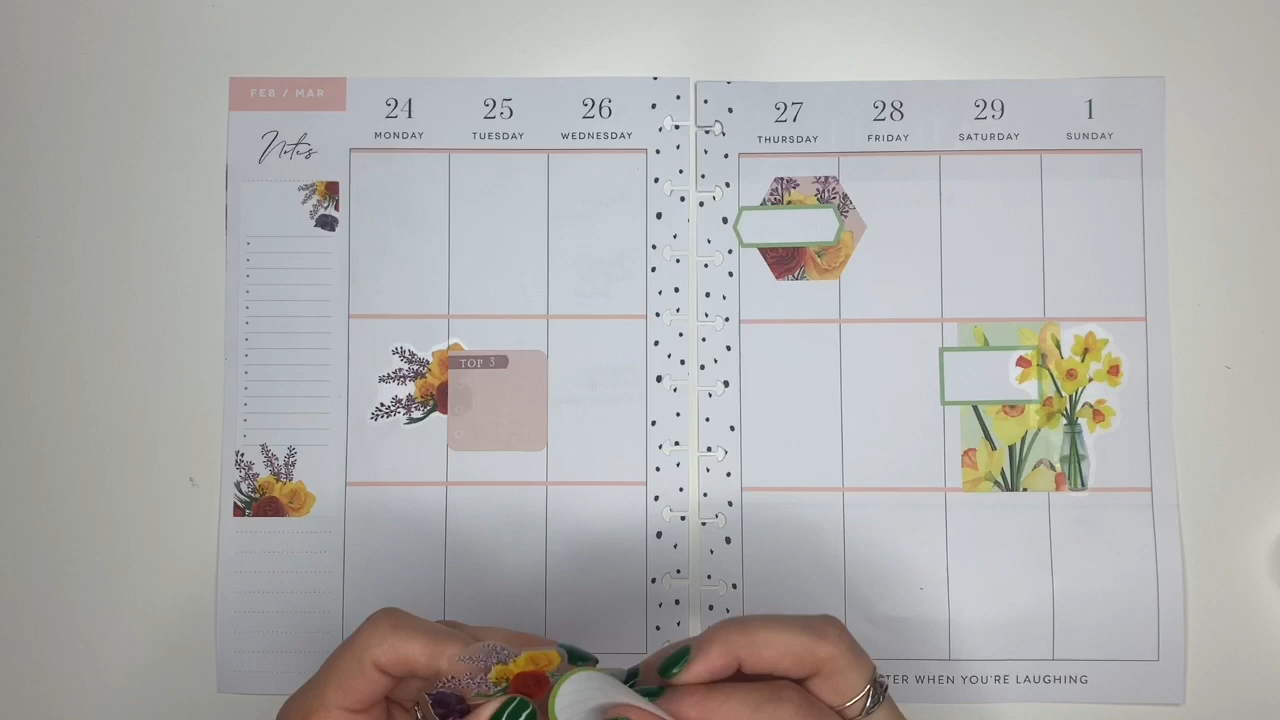 FEB / MAR
Notes
24
MONDAY
25
TUESDAY
26
WEDNESDAY
27
THURSDAY
28
FRIDAY
29
SATURDAY
1
SUNDAY
TOP 3
WHEN YOU'RE LAUGHING